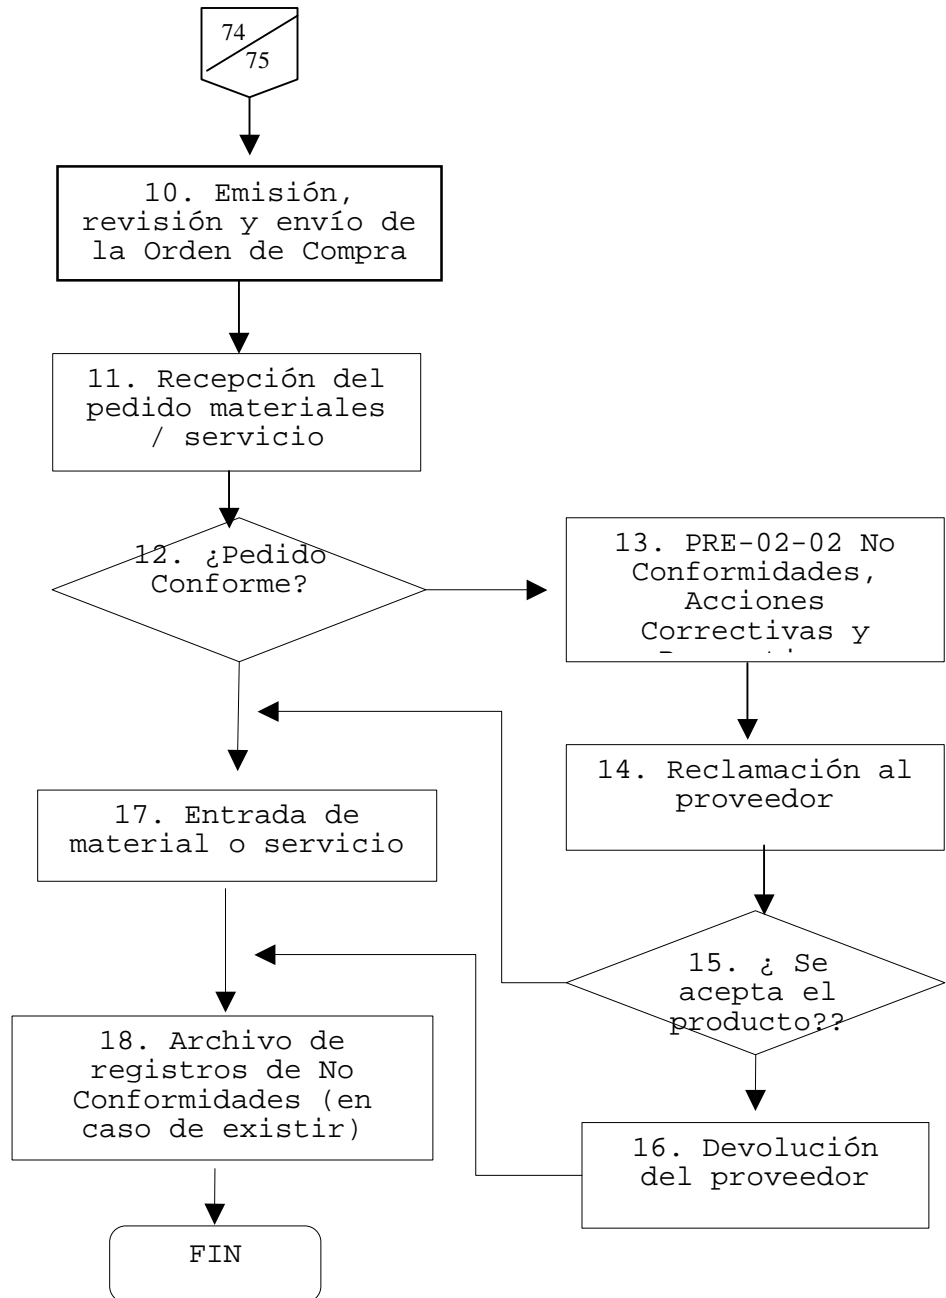 74
75
10. Emisión,
revisión y envío de
la Orden de Compra
11. Recepción del
pedido materiales
/ servicio
12. ¿Pedido
Conforme?
13. PRE-02-02 No
Conformidades,
Acciones
Correctivas y
14. Reclamación al
proveedor
17. Entrada de
material o servicio
15. ¿ Se
acepta el
producto??
18. Archivo de
registros de No
Conformidades (en
caso de existir)
16. Devolución
del proveedor
FIN